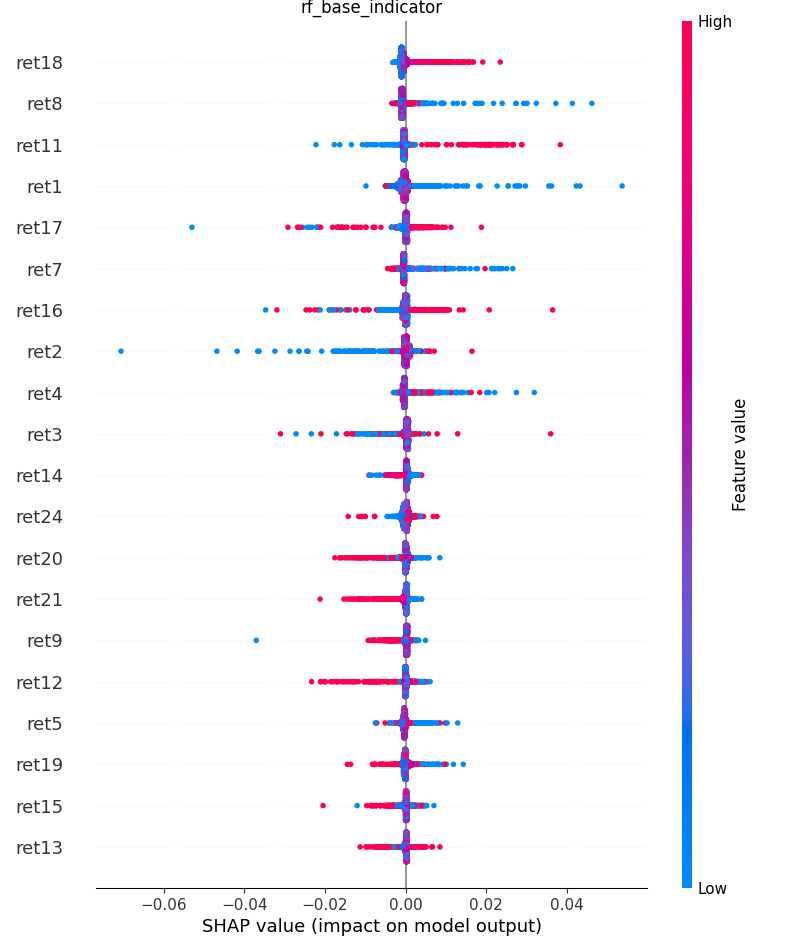 rf_base_indicator
High
ret18
ret8
ret11
ret1
ret17
ret7
ret16
ret2
ret4
ret3
ret14
ret24
ret20
ret21
ret9
ret12
ret5
ret19
ret15
ret13
Feature value
Low
−0.06 −0.04 −0.02 0.00 0.02 0.04
SHAP value (impact on model output)